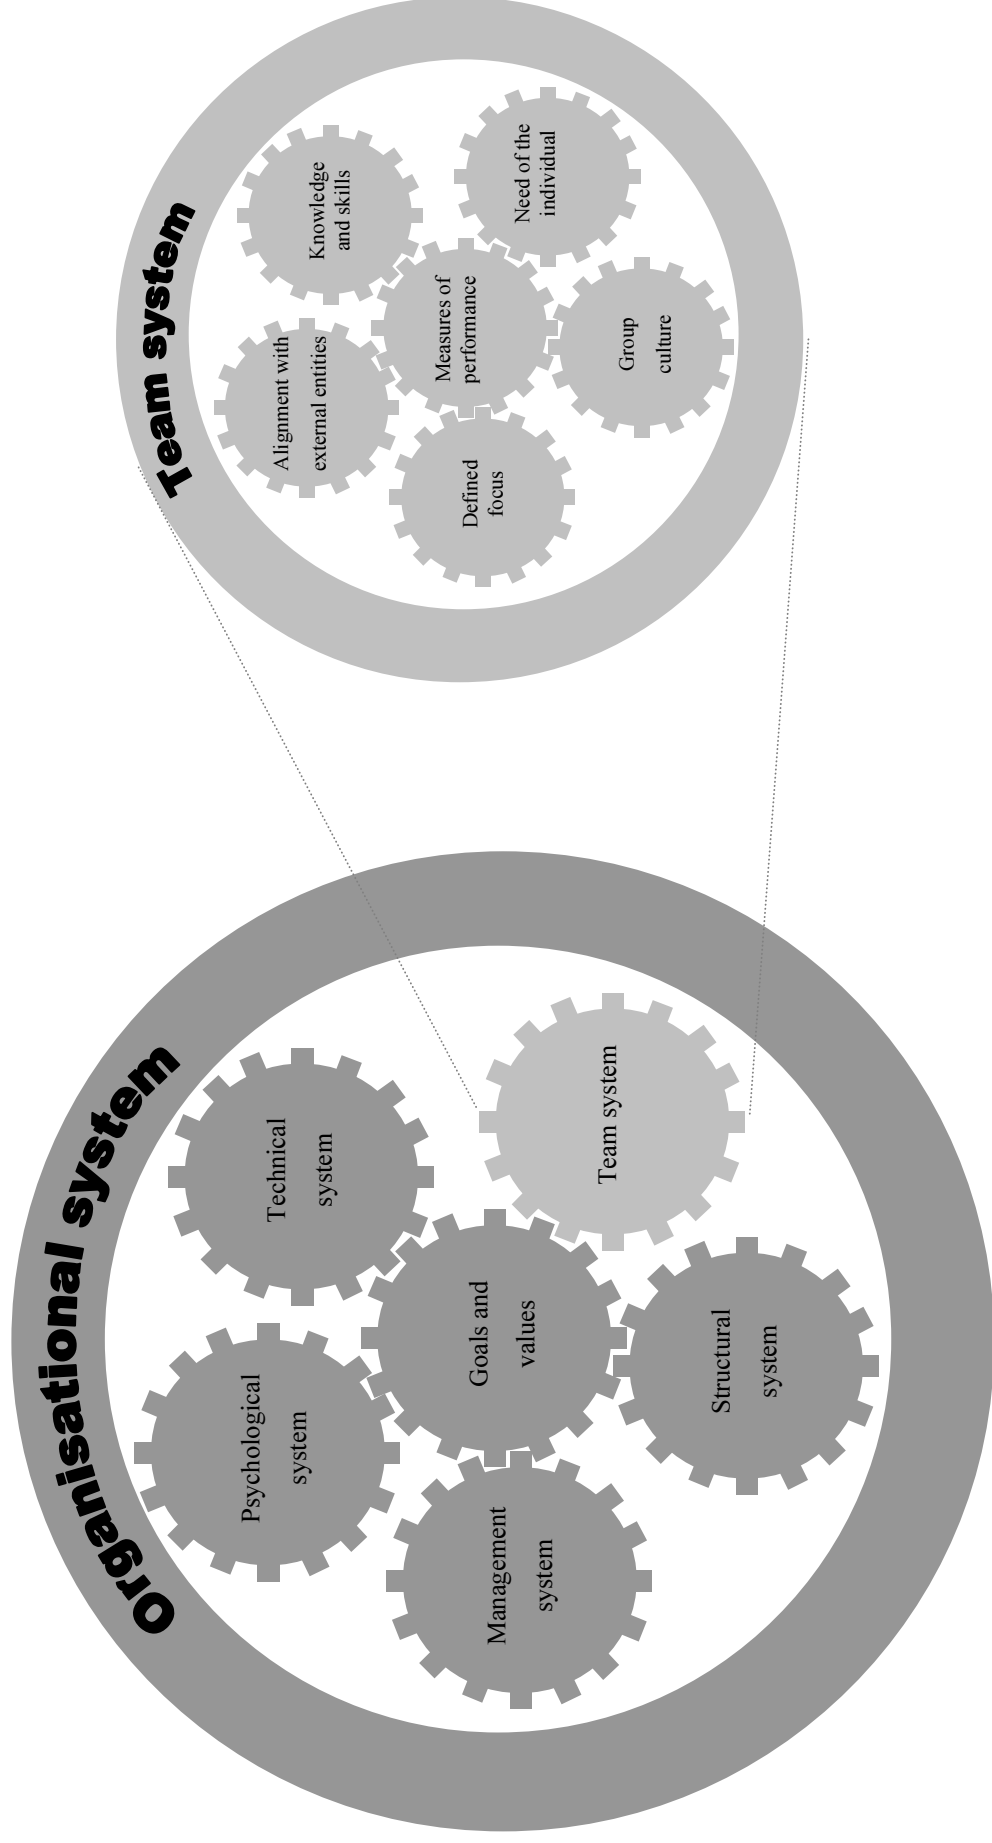 Organisational system
Psychological
system
Technical
system
Goals and
values
Management
system
Team system
Structural
system
Team system
Alignment with
external entities
Knowledge
and skills
Measures of
performance
Defined
focus
Need of the
individual
Group
culture